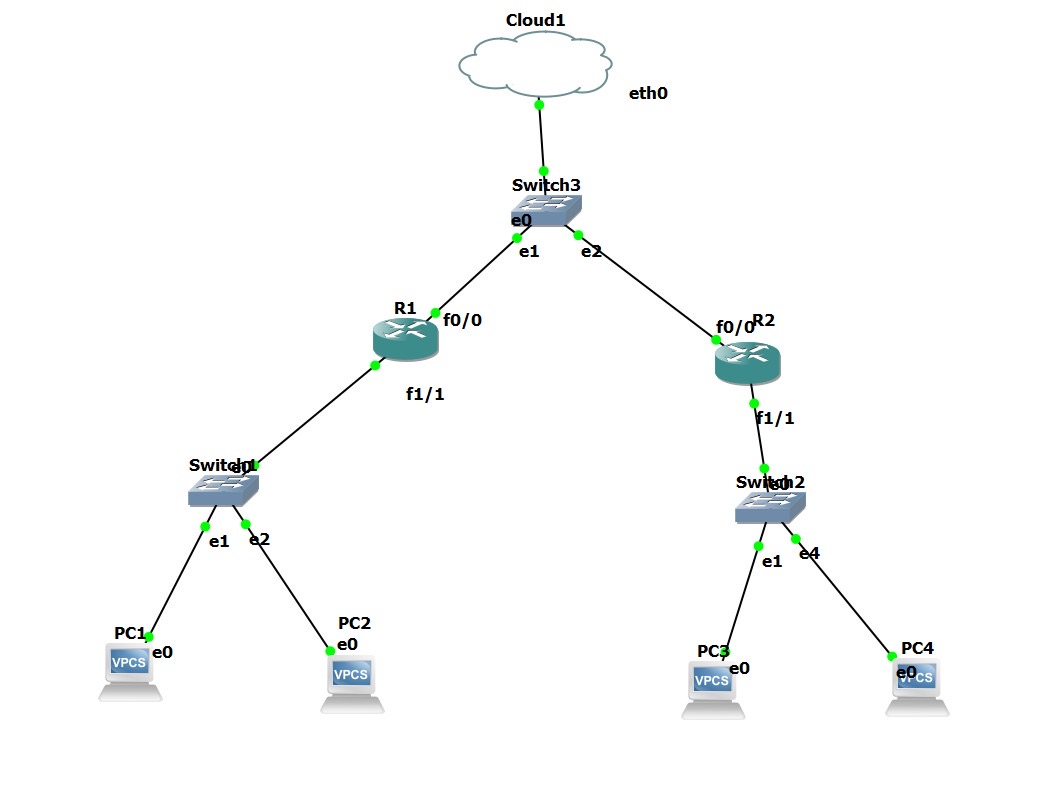 Cloud1
eth0
Switch3
e0
e1
e2
R1
f0/0
f0/0
R2
f1/1
f1/1
Switch1
e0
Switch2
e0
e1
e2
e1
e4
PC1
e0
PC2
e0
PC3
e0
PC4
e0
VPCS
VPCS
VPCS
VPCS